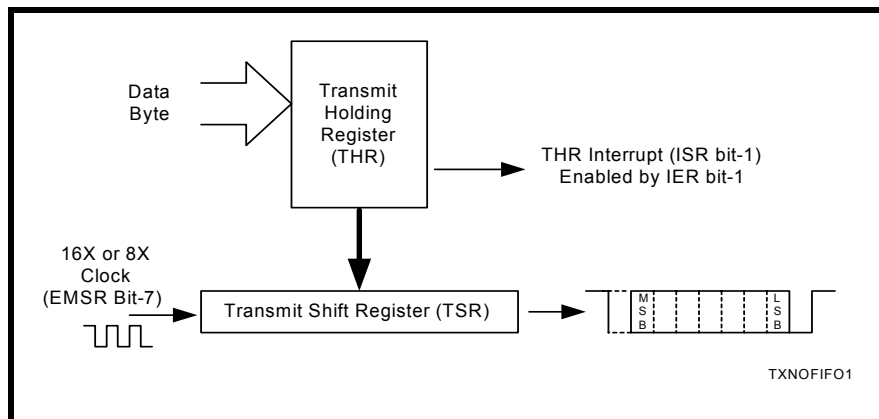 Data
Byte
Transmit
Holding
Register
(THR)
THR Interrupt (ISR bit-1)
Enabled by IER bit-1
16X or 8X
Clock
(EMSR Bit-7)
Transmit Shift Register (TSR)
M
S
B
L
S
B
TXNOFIFO1